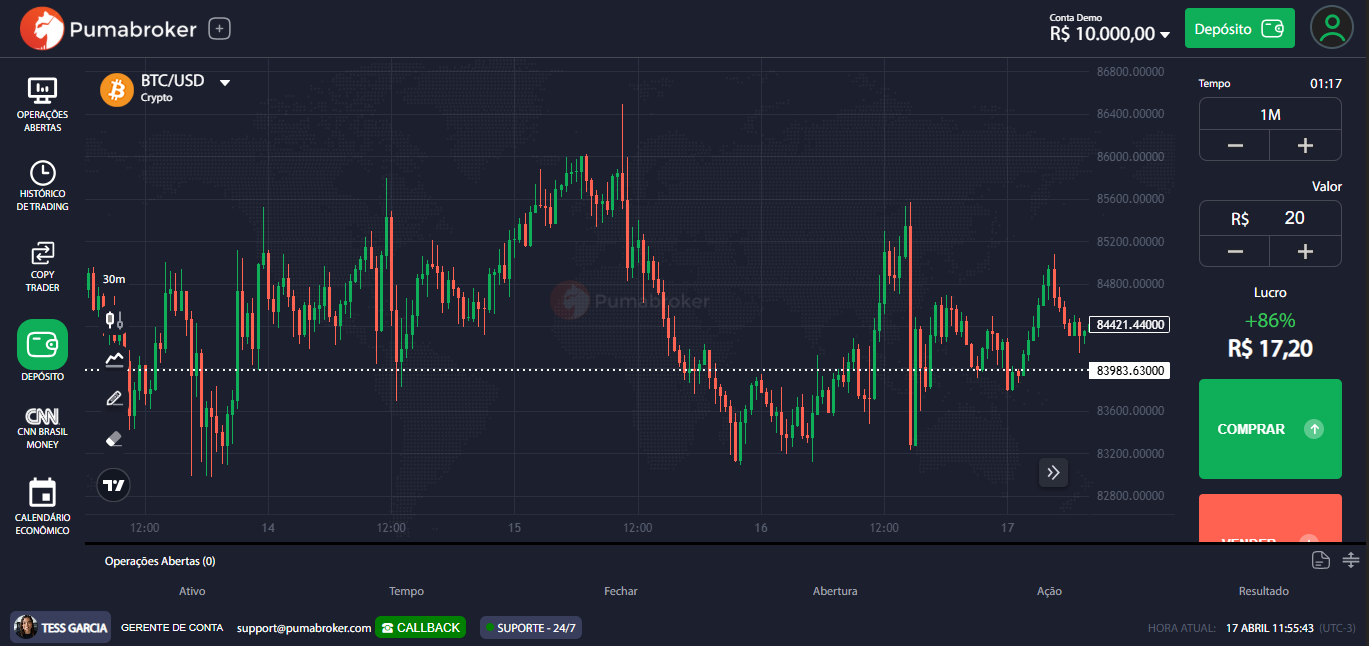 Pumabroker
Conta Demo
R$ 10.000,00
Depósito
OPERAÇÕES
ABERTAS
HISTÓRICO
DE TRADING
COPY
TRADER
DEPÓSITO
CNN
CNN BRASIL
MONEY
CALENDÁRIO
ECONÔMICO
BTC/USD
Crypto
30m
Pumabroker
86800.00000
86400.00000
86000.00000
85600.00000
85200.00000
84800.00000
84421.44000
83983.63000
83600.00000
83200.00000
82800.00000
12:00
14
12:00
15
12:00
16
12:00
17
Tempo
01:17
1M
Valor
R$ 20
Lucro
+86%
R$ 17,20
COMPRAR
VENDER
Operações Abertas (0)
Ativo
Tempo
Fechar
Abertura
Ação
Resultado
TESS GARCIA
GERENTE DE CONTA
support@pumabroker.com
CALLBACK
SUPORTE - 24/7
HORA ATUAL: 17 ABRIL 11:55:43 (UTC-3)